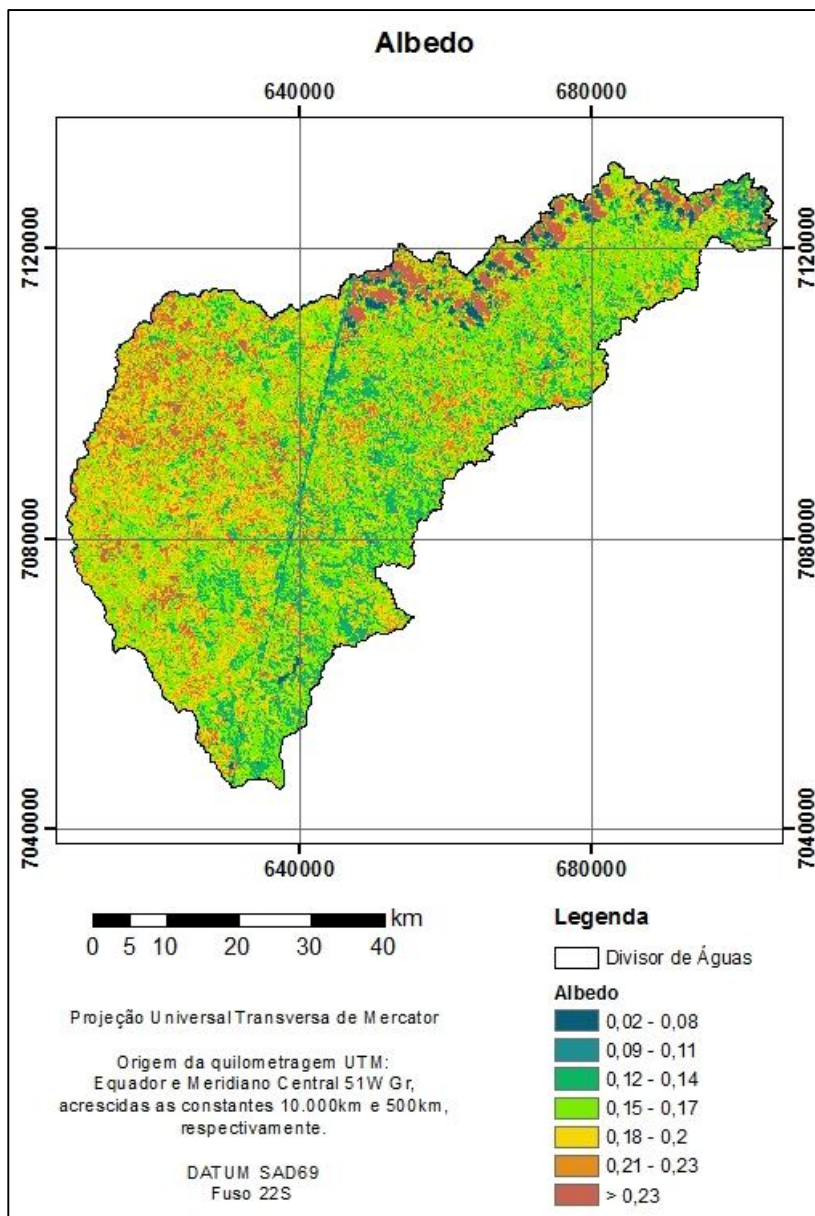 Albedo
640000 680000
7120000 7120000
7080000 7080000
7040000 7040000
640000 680000
km
0 5 10 20 30 40
Projeção Universal Transversa de Mercator
Origem da quilometragem UTM:
Equador e Meridiano Central 51W Gr,
acrescidas as constantes 10.000km e 500km,
respectivamente.
DATUM SAD69
Fuso 22S
Legenda
Divisor de Águas
Albedo
0,02 - 0,08
0,09 - 0,11
0,12 - 0,14
0,15 - 0,17
0,18 - 0,2
0,21 - 0,23
> 0,23